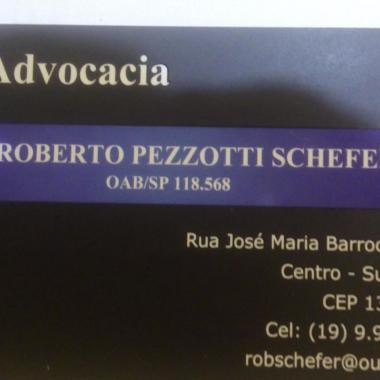 Advocacia
ROBERTO PEZZOTTI SCHEFE
OAB/SP 118.568
Rua José Maria Barroc
Centro - Su
CEP 13
Cel: (19) 9.9
robschefer@ou